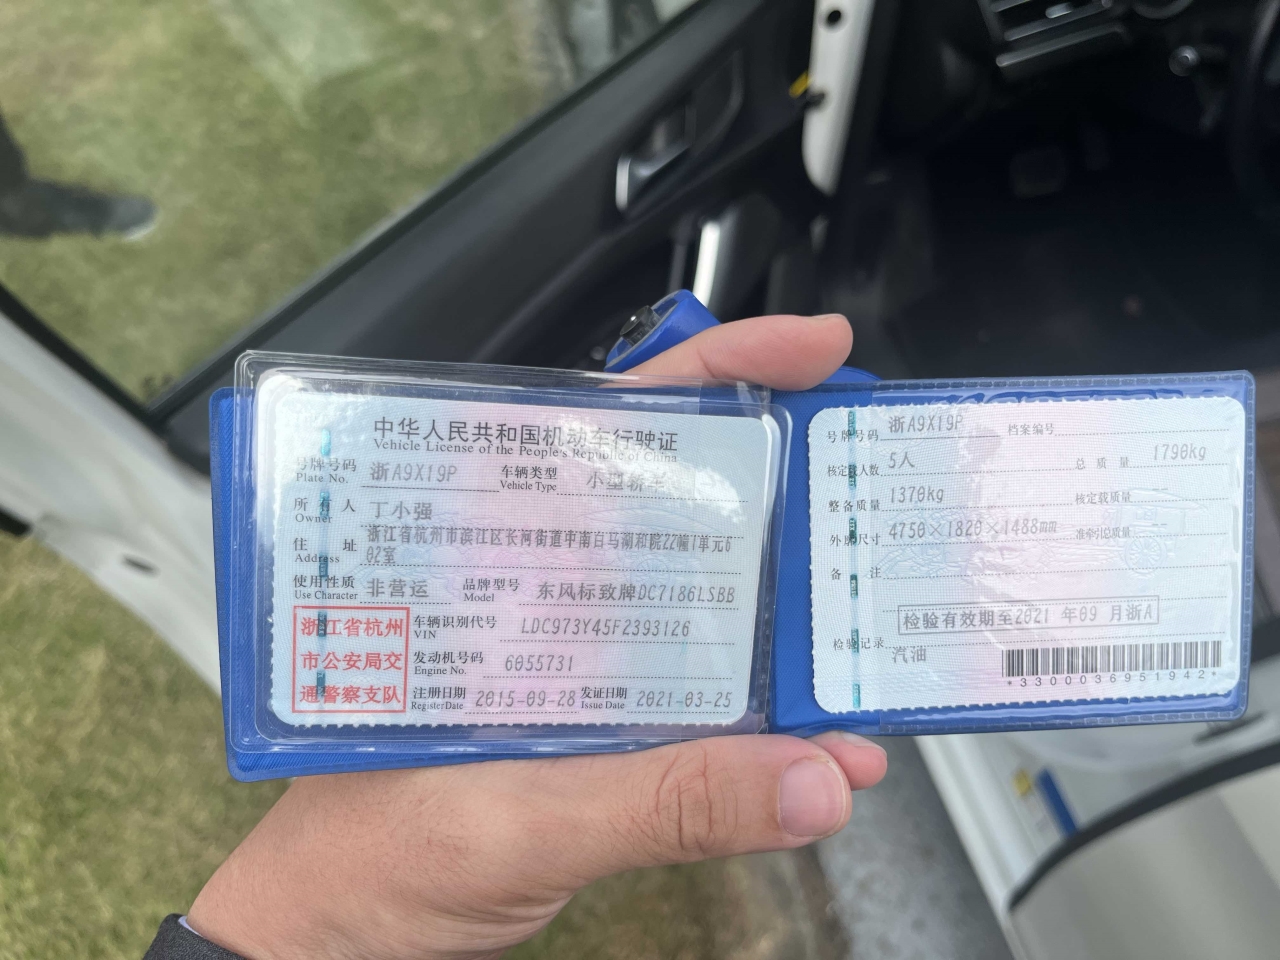 中华人民共和国机动车行驶证
Vehicle License of the People's Republic of China
号牌号码 浙A9X19P 车辆类型 小型轿车
Plate No. Vehicle Type
所有人 丁小强
Owner
住址 浙江省杭州市滨江区长河街道中南白马湖和院22幢1单元6
Address 02室
使用性质 非营运 品牌型号 东风标致牌DC7186LSBB
Use Character Model
浙江省杭州
市公安局交
通警察支队
车辆识别代号 LDC973Y45F2393126
VIN
发动机号码 6055731
Engine No.
注册日期 2015-09-28 发证日期 2021-03-25
Register Date Issue Date
号牌号码 浙A9X19P 档案编号
核定载人数 5人 总质量 1790kg
整备质量 1370kg 核定载质量 --
外廓尺寸 4750×1820×1488mm 准牵引总质量 --
备注
检验有效期至2021年09月浙A
检验记录
汽油
*3300036951942*